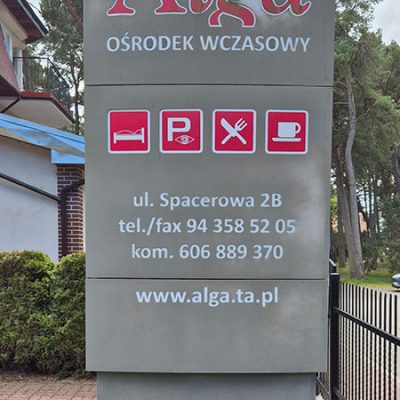 Alga
OŚRODEK WCZASOWY
P
ul. Spacerowa 2B
tel./fax 94 358 52 05
kom. 606 889 370
www.alga.ta.pl